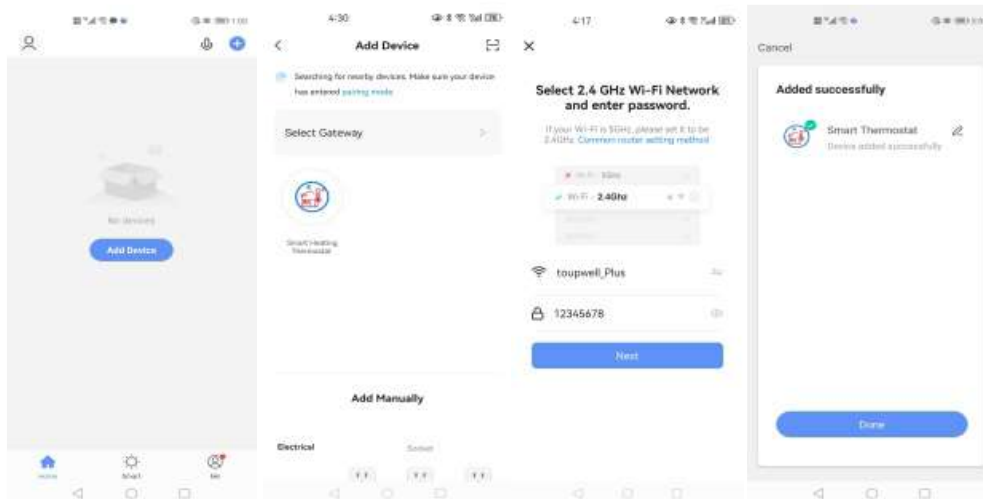 No devices
Add Device
Home
Smart
Me
4:30
Add Device
Searching for nearby devices. Make sure your device
has entered pairing mode
Select Gateway
Smart Heating
Thermostat
Add Manually
Electrical
Socket
4:17
Select 2.4 GHz Wi-Fi Network
and enter password.
If your Wi-Fi is 5GHz, please set it to be
2.4GHz. Common router setting method
Wi-Fi - 5Ghz
Wi-Fi - 2.4Ghz
toupwell_Plus
12345678
Next
Cancel
Added successfully
Smart Thermostat
Device added successfully
Done